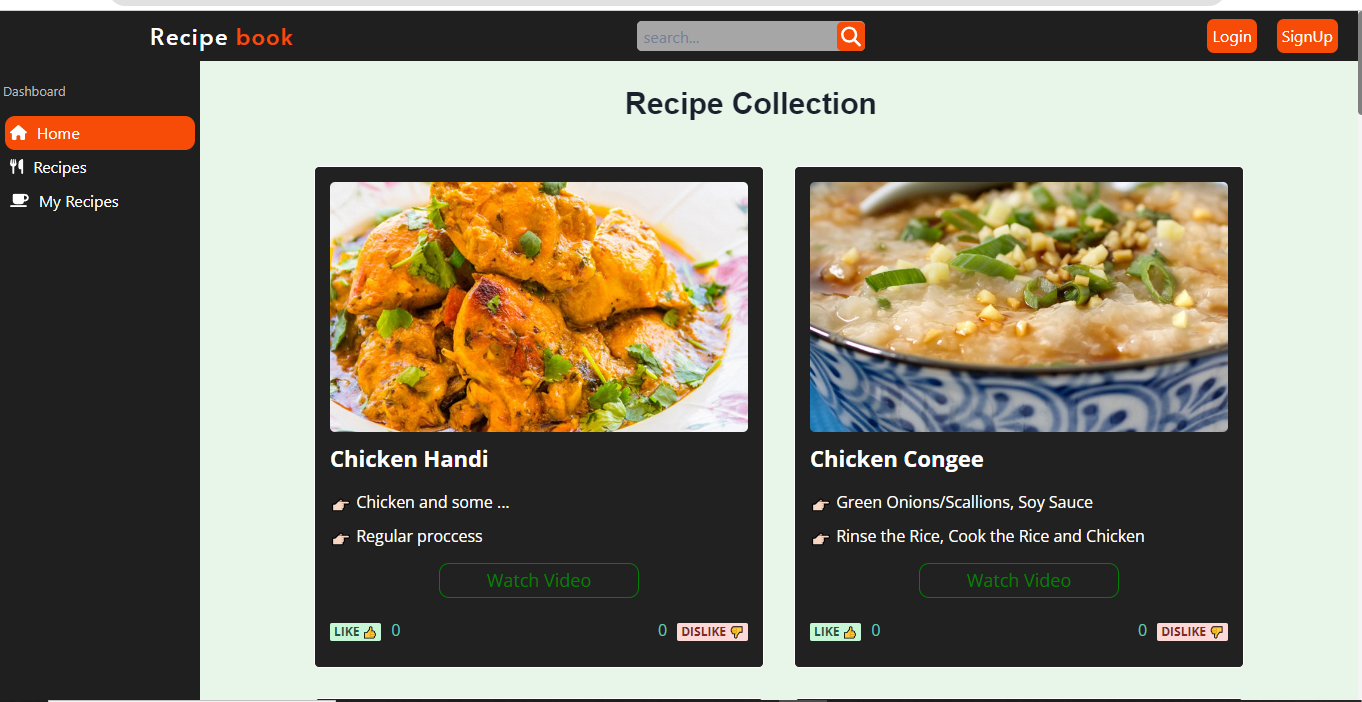 Recipe book
search...
Login
SignUp
Dashboard
Home
Recipes
My Recipes
Recipe Collection
Chicken Handi
Chicken and some ...
Regular proccess
Watch Video
LIKE 👍 0
0 DISLIKE 👎
Chicken Congee
Green Onions/Scallions, Soy Sauce
Rinse the Rice, Cook the Rice and Chicken
Watch Video
LIKE 👍 0
0 DISLIKE 👎